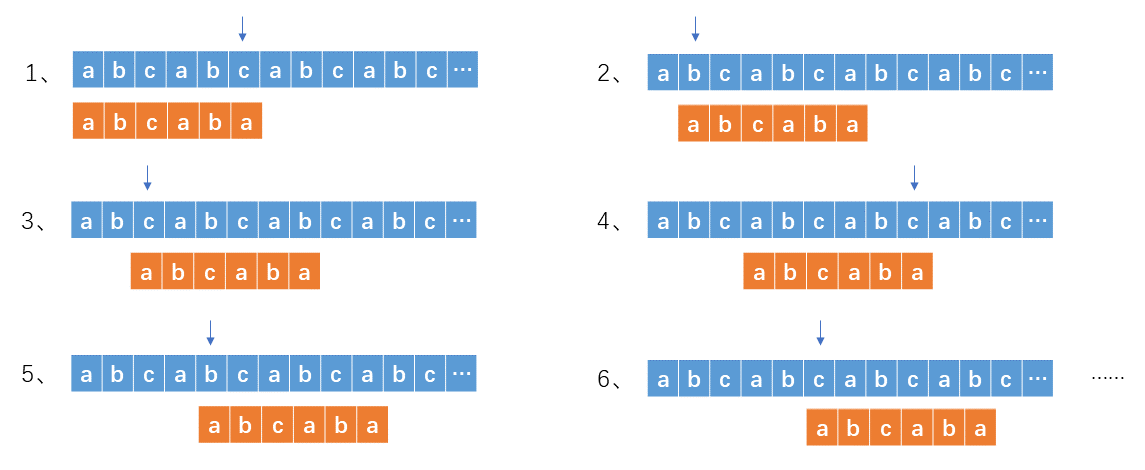 1、 a b c a b c a b c a b c …
a b c a b a
2、 a b c a b c a b c a b c …
a b c a b a
3、 a b c a b c a b c a b c …
a b c a b a
4、 a b c a b c a b c a b c …
a b c a b a
5、 a b c a b c a b c a b c …
a b c a b a
6、 a b c a b c a b c a b c … ……
a b c a b a